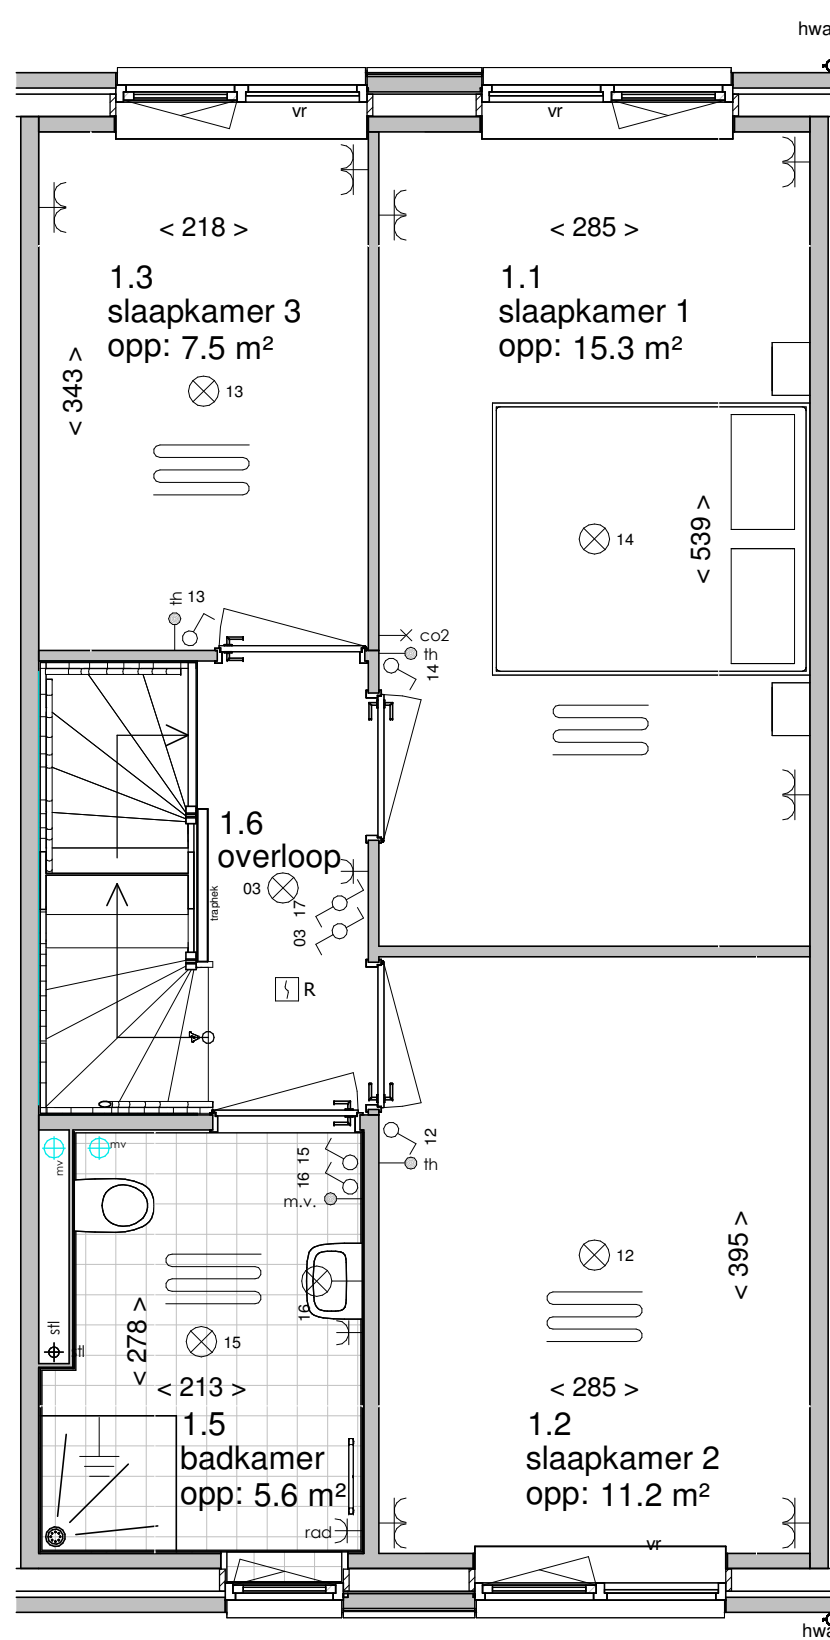 hwa
vr
vr
< 218 >
< 285 >
1.3
slaapkamer 3
opp: 7.5 m²
1.1
slaapkamer 1
opp: 15.3 m²
< 343 >
13
< 539 >
14
th 13
co2
th
14
1.6
overloop
03
17
03
traphek
R
12
th
mv
mv
16 15
m.v.
< 395 >
12
16
stl
stl
< 278 >
15
< 213 >
< 285 >
1.5
badkamer
opp: 5.6 m²
1.2
slaapkamer 2
opp: 11.2 m²
rad
vr
hwa